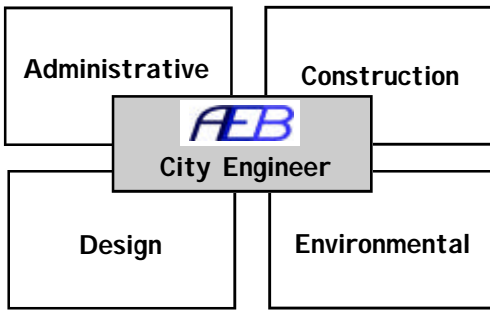 Administrative
Construction
AEB
City Engineer
Design
Environmental